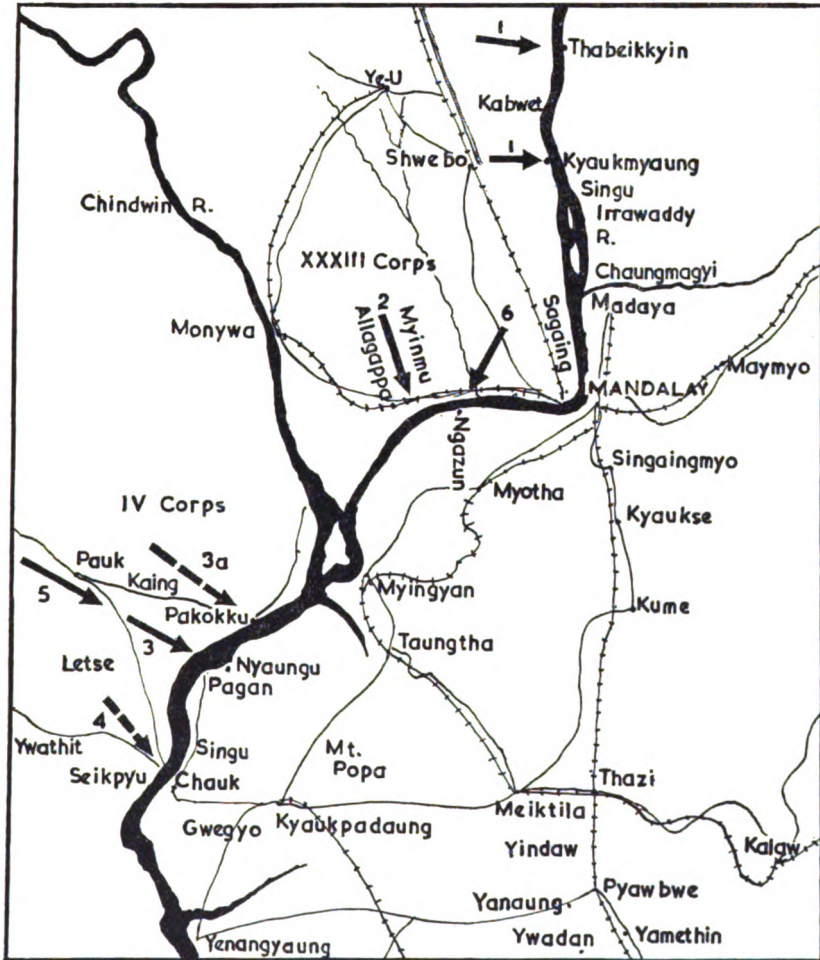 1
Thabeikkyin
Ye-U
Kabwet
Shwebo
1
Kyaukmyaung
Singu
Irrawaddy
R.
Chindwin R.
XXXIII Corps
Chaungmagyi
Madaya
2
Allagappa
Myinmu
6
Sagaing
Monywa
Maymyo
MANDALAY
Ngazun
Singaingmyo
Myotha
IV Corps
Kyaukse
Pauk
Kaing
3a
5
Myingyan
Pakokku
Kume
3
Taungtha
Letse
Nyaungu
Pagan
4
Ywathit
Singu
Mt.
Popa
Seikpyu
Chauk
Thazi
Meiktila
Gwegyo
Kyaukpadaung
Yindaw
Kalaw
Pyawbwe
Yanaung
Yenangyaung
Ywadan
Yamethin